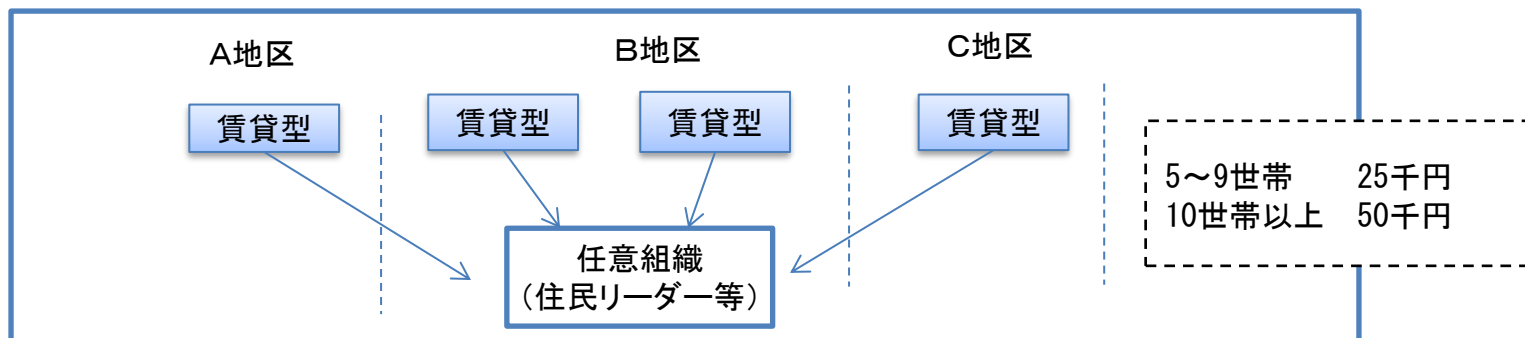 A地区
B地区
C地区
賃貸型
賃貸型
賃貸型
賃貸型
5～9世帯　25千円
10世帯以上　50千円
任意組織
（住民リーダー等）